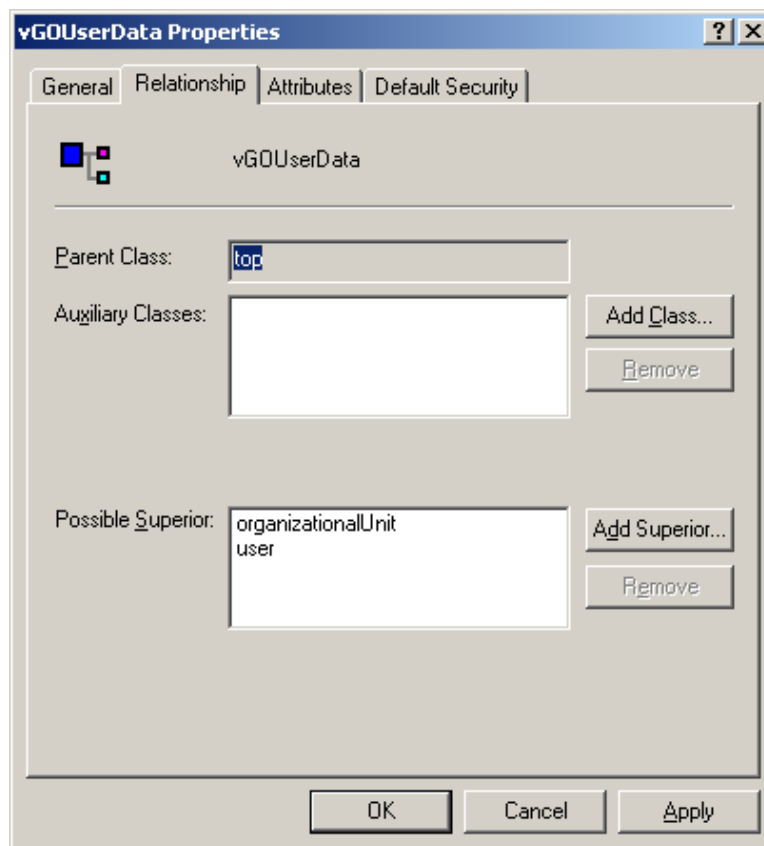 vGOUserData Properties
? X
General Relationship Attributes Default Security
vGOUserData
Parent Class: top
Auxiliary Classes: Add Class...
Remove
Possible Superior: organizationalUnit Add Superior...
user
Remove
OK Cancel Apply